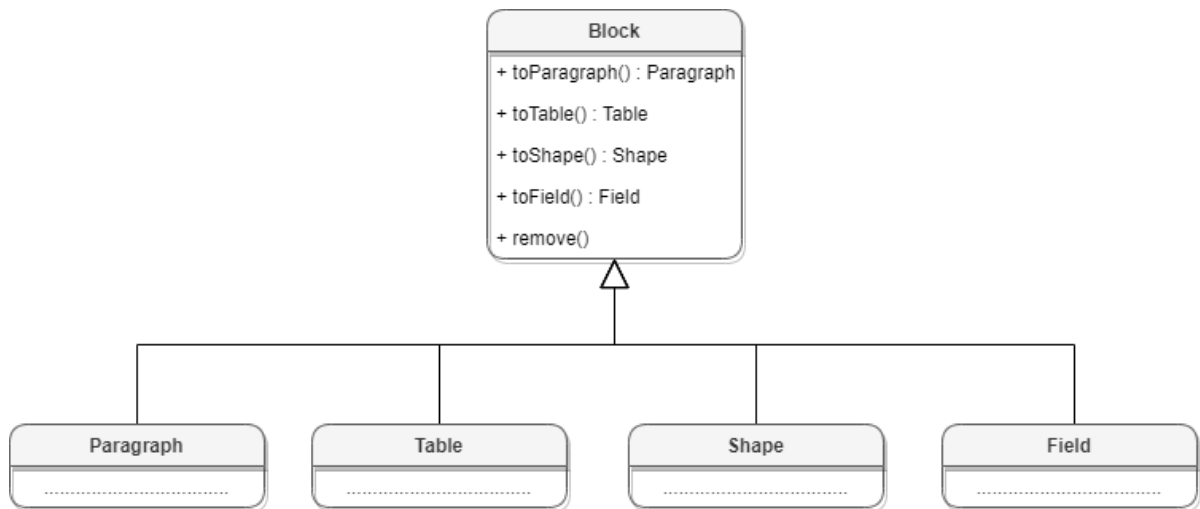 Block
+ toParagraph() : Paragraph
+ toTable() : Table
+ toShape() : Shape
+ toField() : Field
+ remove()
Paragraph
Table
Shape
Field
...................................
...................................
...................................
...................................